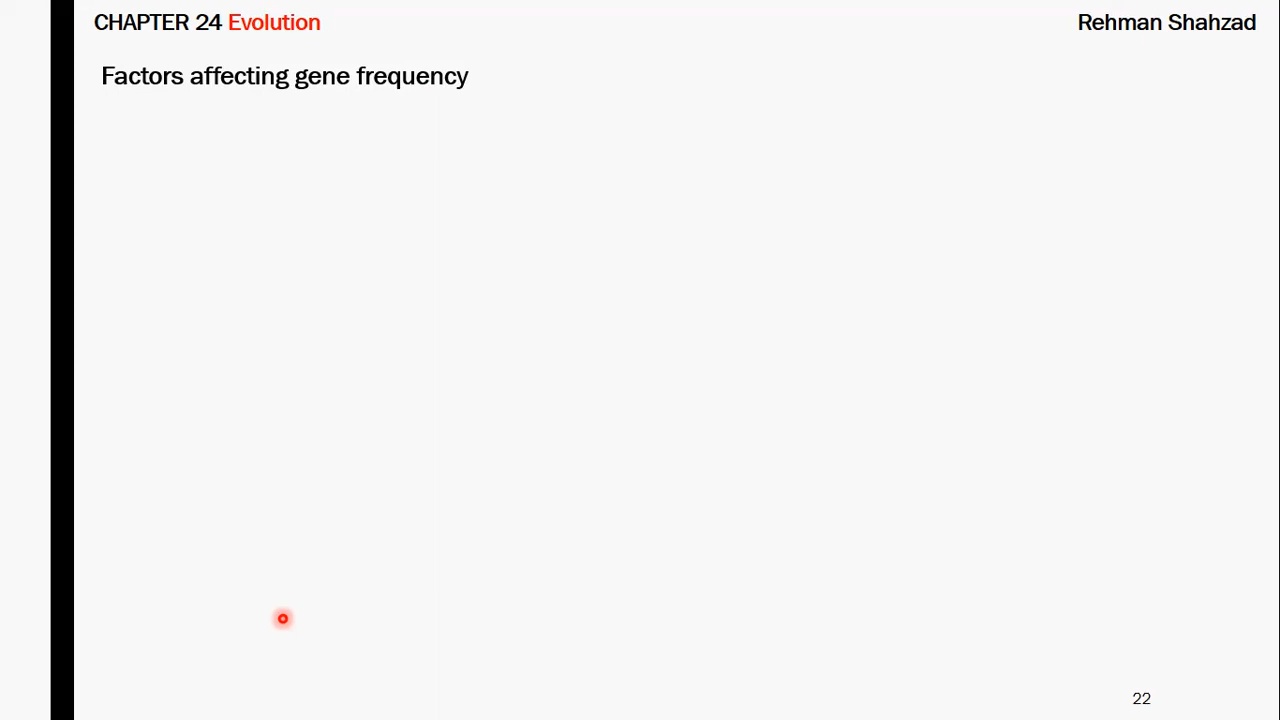 CHAPTER 24 Evolution
Rehman Shahzad
Factors affecting gene frequency
22